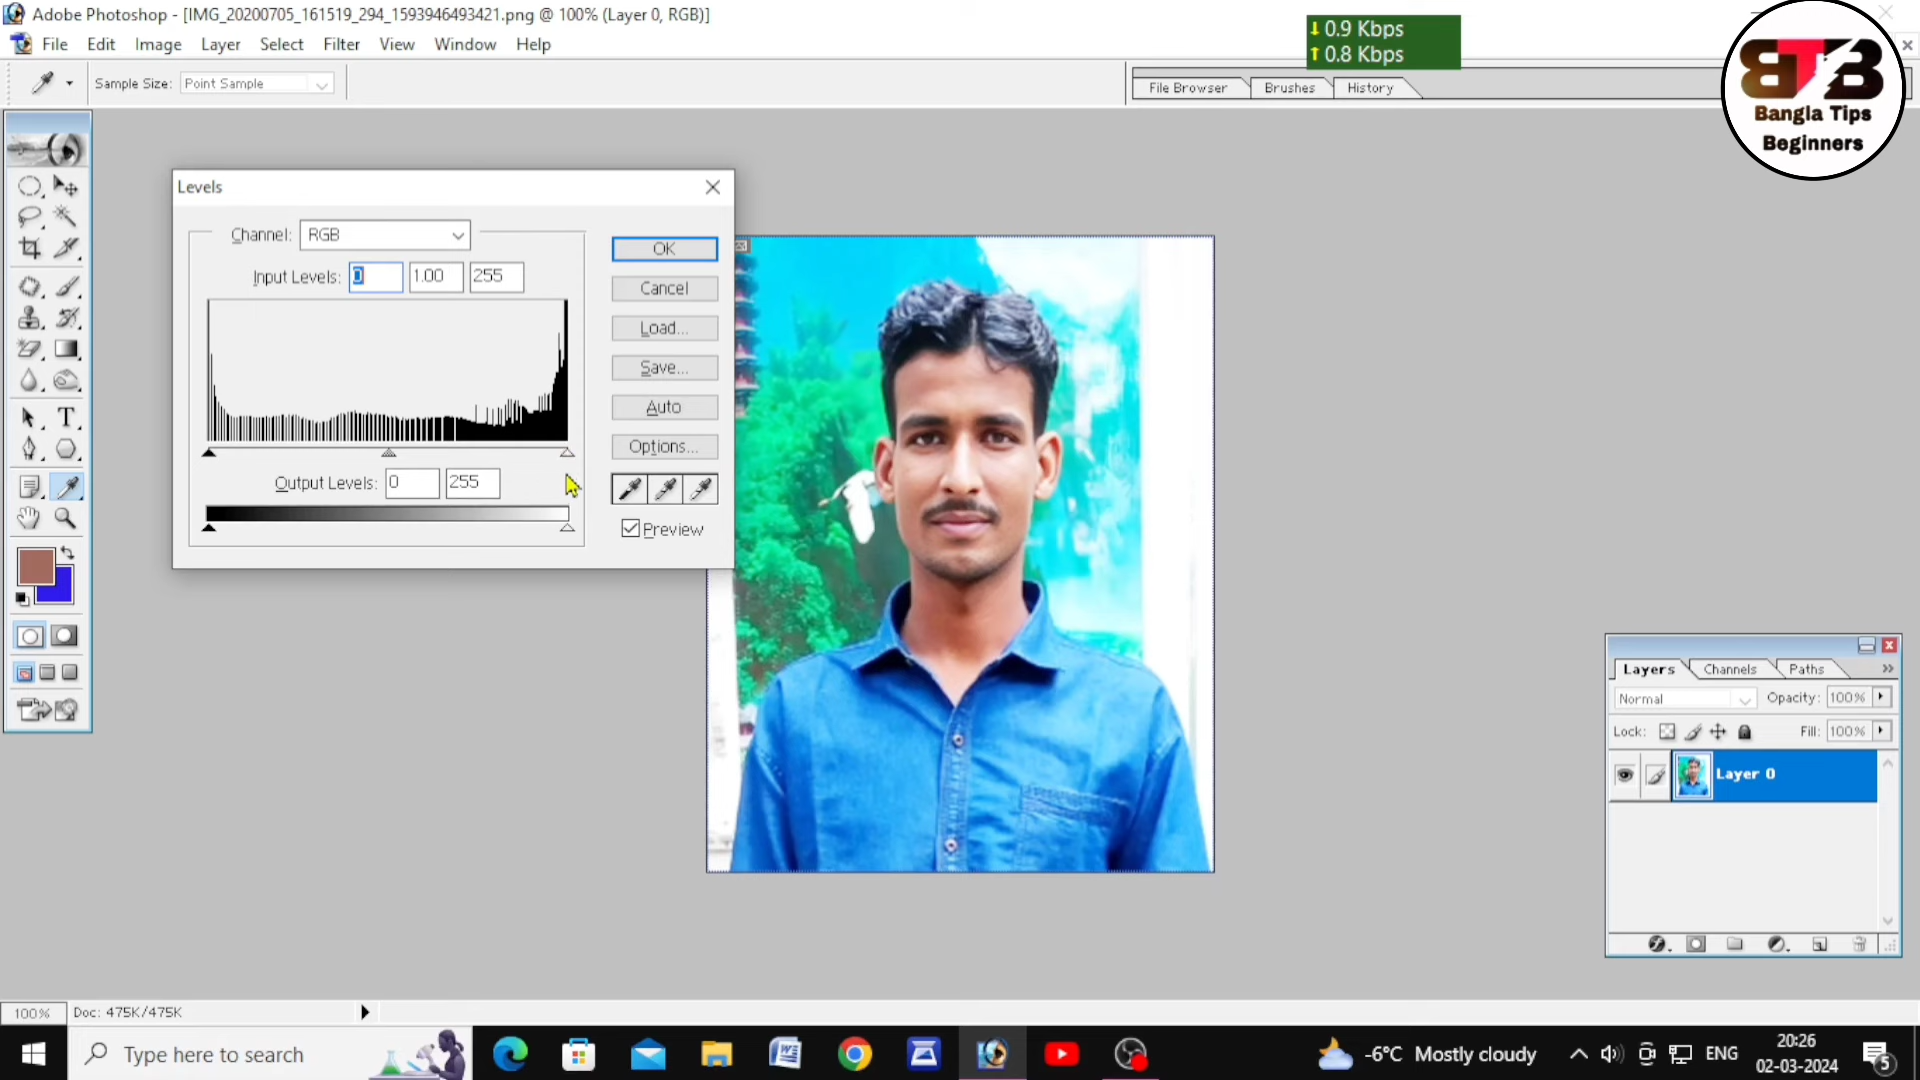 Adobe Photoshop - [IMG_20200705_161519_294_1593946493421.png @ 100% (Layer 0, RGB)]
0.9 Kbps
0.8 Kbps
File Edit Image Layer Select Filter View Window Help
Sample Size: Point Sample
File Browser Brushes History
BTB
Bangla Tips
Beginners
Levels
Channel: RGB
Input Levels: 0 1.00 255
OK
Cancel
Load...
Save...
Auto
Options...
Output Levels: 0 255
Preview
Layers Channels Paths
Normal Opacity: 100%
Lock: Fill: 100%
Layer 0
100% Doc: 475K/475K
Type here to search
-6°C Mostly cloudy
ENG
20:26
02-03-2024
5